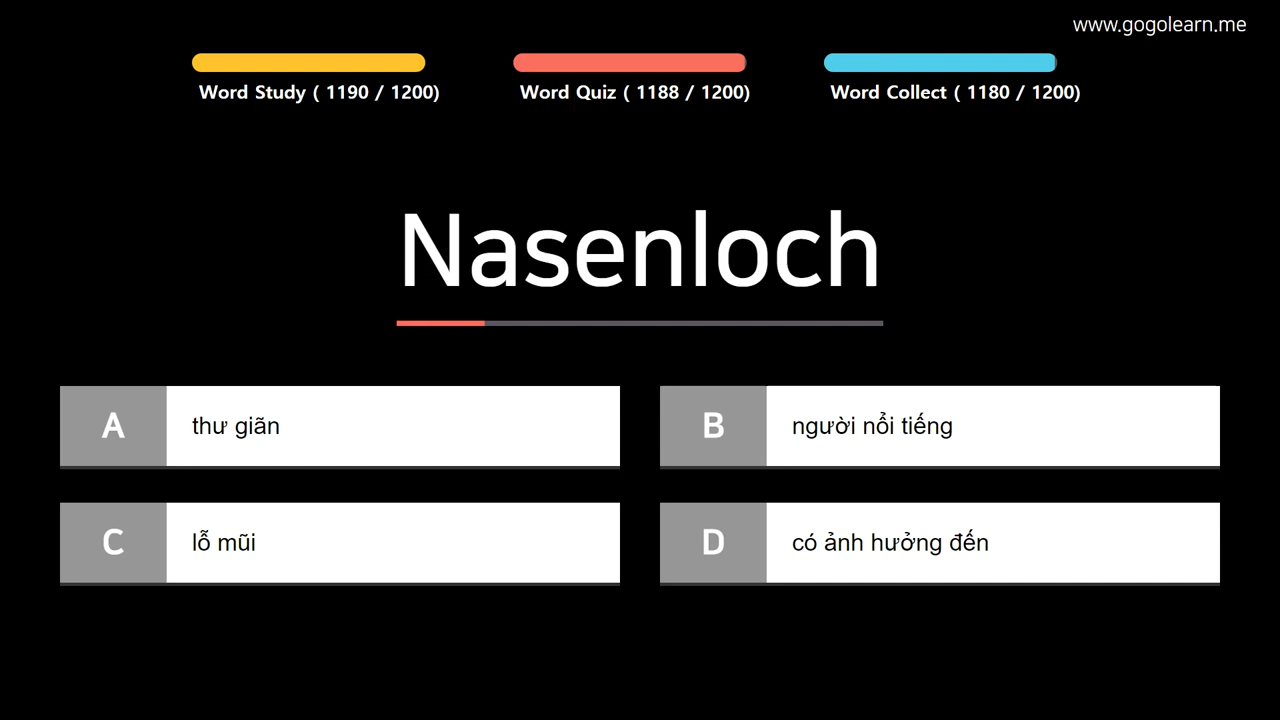 www.gogolearn.me
Word Study ( 1190 / 1200)
Word Quiz ( 1188 / 1200)
Word Collect ( 1180 / 1200)
Nasenloch
A thư giãn
B người nổi tiếng
C lỗ mũi
D có ảnh hưởng đến